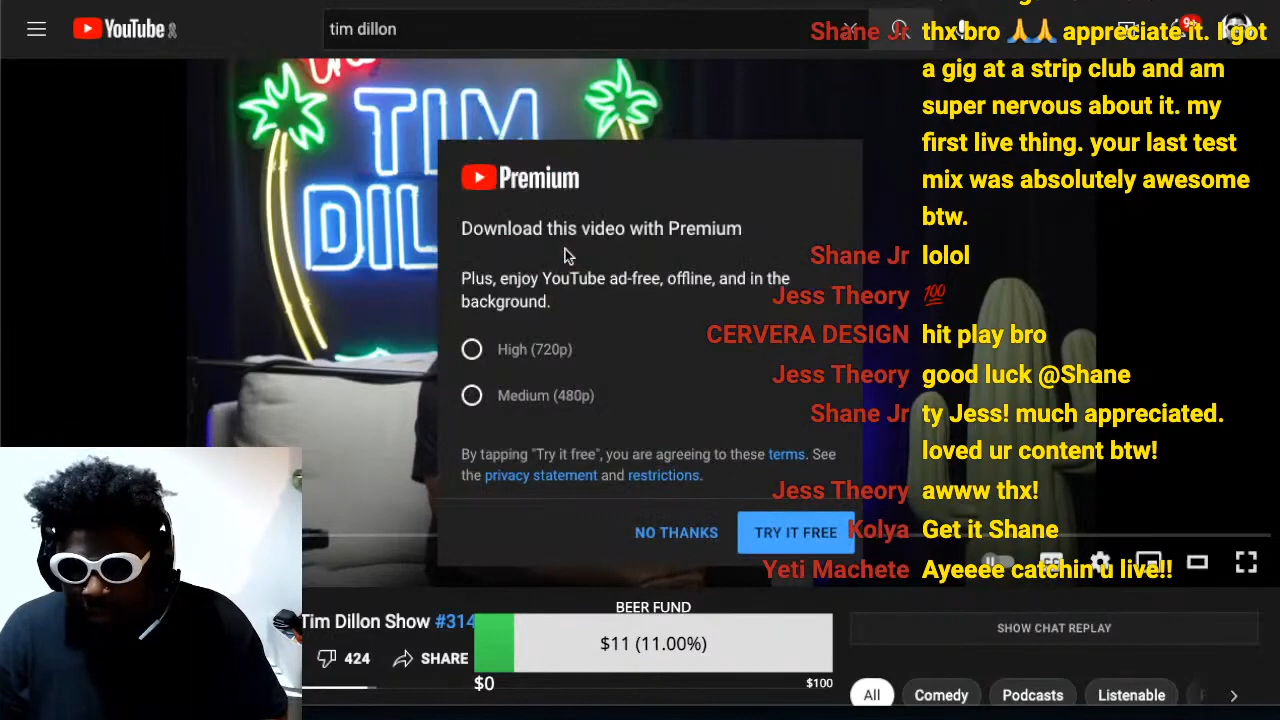 YouTube
tim dillon
9+
Shane Jr thx bro 🙏🙏 appreciate it. I got
a gig at a strip club and am
super nervous about it. my
first live thing. your last test
mix was absolutely awesome
btw.
Shane Jr lolol
Jess Theory 💯
CERVERA DESIGN hit play bro
Jess Theory good luck @Shane
Shane Jr ty Jess! much appreciated.
loved ur content btw!
Jess Theory awww thx!
Kolya Get it Shane
Yeti Machete Ayeeee catchin u live!!
TIM
DIL
Premium
Download this video with Premium
Plus, enjoy YouTube ad-free, offline, and in the
background.
High (720p)
Medium (480p)
By tapping "Try it free", you are agreeing to these terms. See
the privacy statement and restrictions.
NO THANKS
TRY IT FREE
Tim Dillon Show #314
424
SHARE
BEER FUND
$11 (11.00%)
$0
$100
SHOW CHAT REPLAY
All
Comedy
Podcasts
Listenable